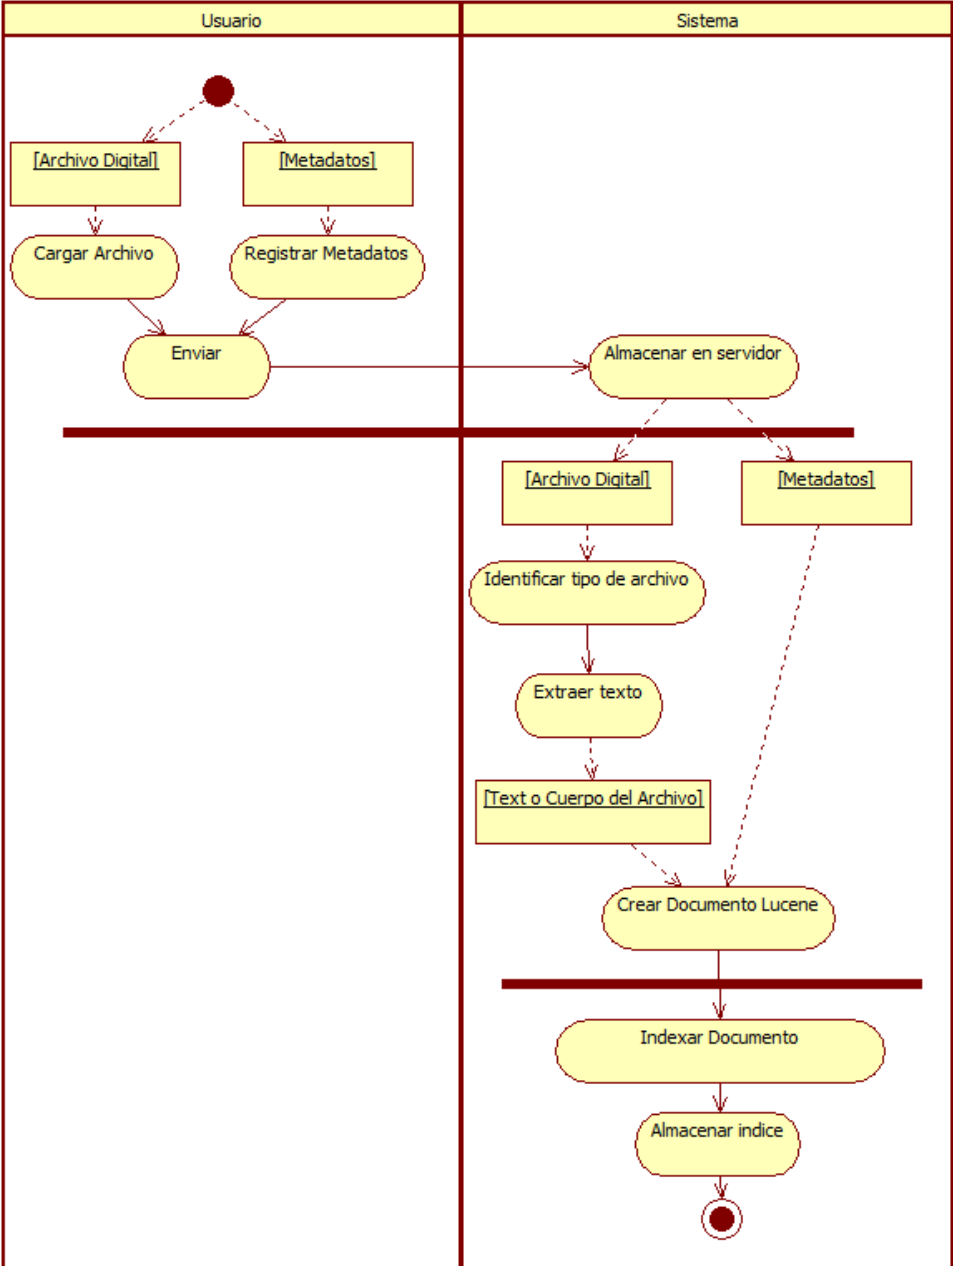 Usuario
Sistema
[Archivo Digital]
[Metadatos]
Cargar Archivo
Registrar Metadatos
Enviar
Almacenar en servidor
[Archivo Digital]
[Metadatos]
Identificar tipo de archivo
Extraer texto
[Text o Cuerpo del Archivo]
Crear Documento Lucene
Indexar Documento
Almacenar indice